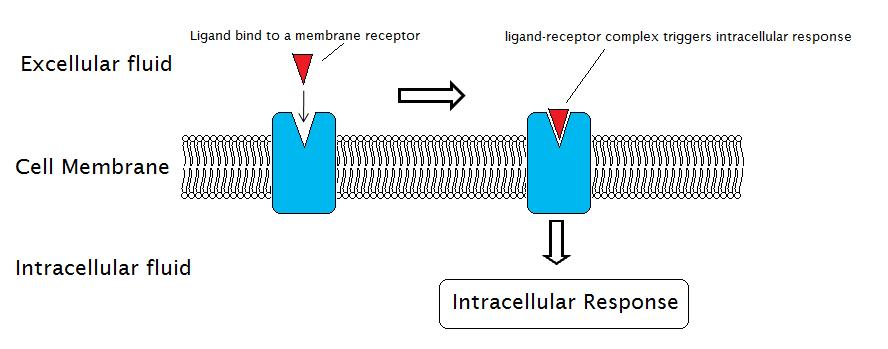 Ligand bind to a membrane receptor
ligand-receptor complex triggers intracellular response
Excellular fluid
Cell Membrane
Intracellular fluid
Intracellular Response